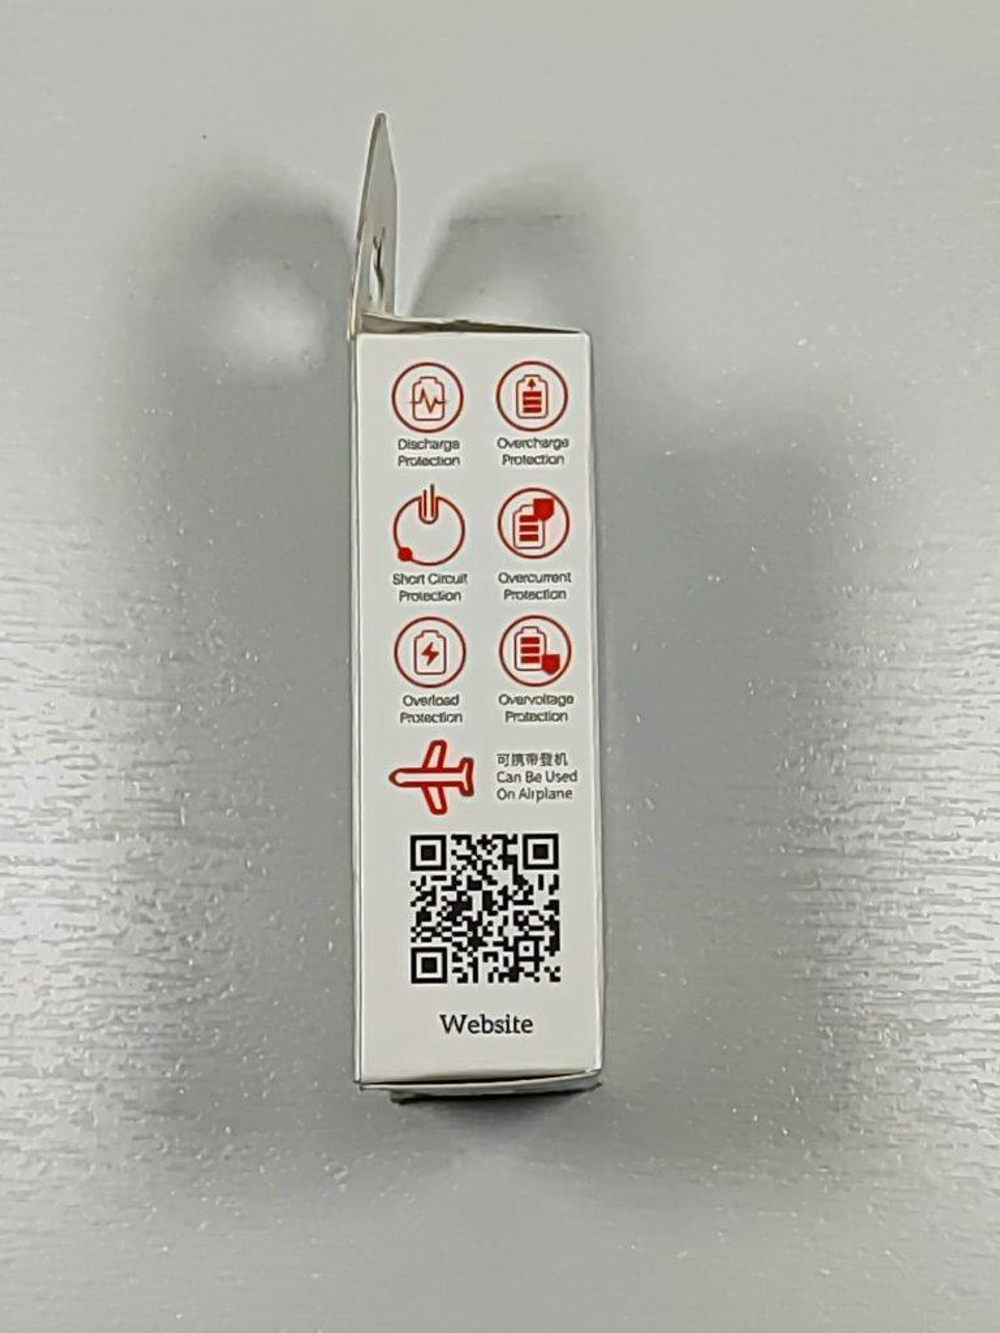 Discharge
Protection
Overcharge
Protection
Short Circuit
Protection
Overcurrent
Protection
Overload
Protection
Overvoltage
Protection
可携带登机
Can Be Used
On Airplane
Website